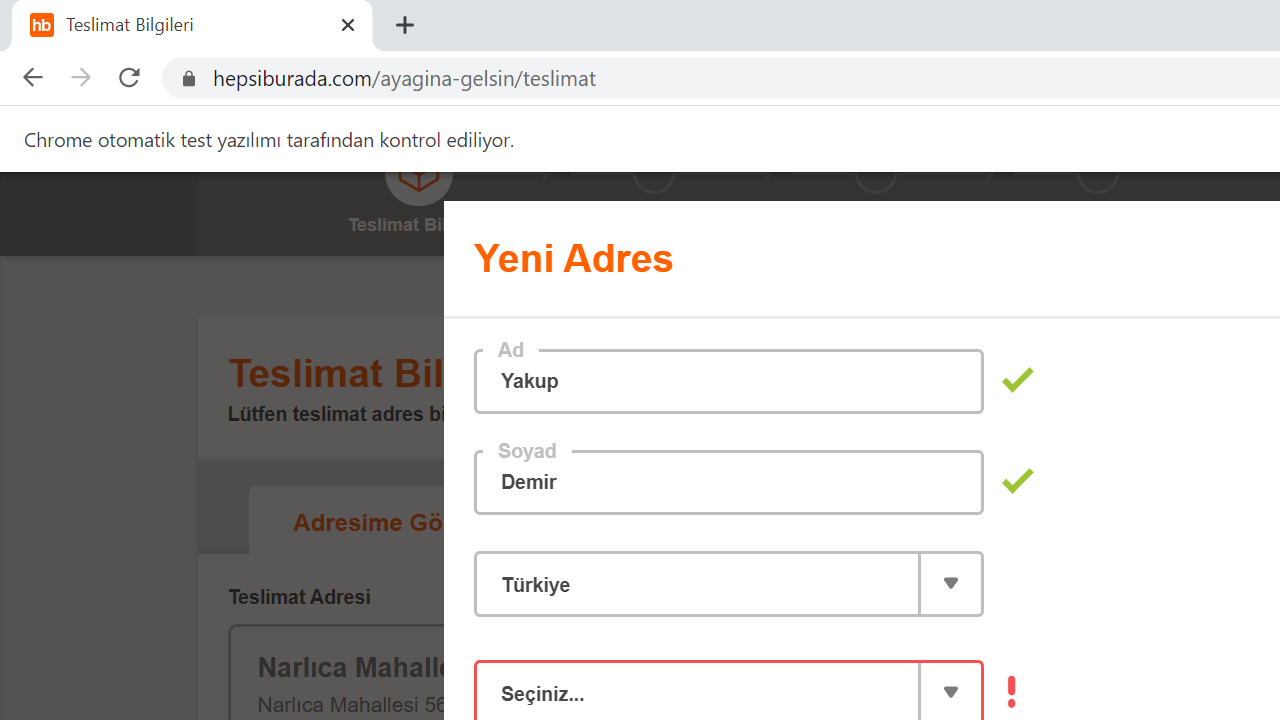 hb Teslimat Bilgileri
hepsiburada.com/ayagina-gelsin/teslimat
Chrome otomatik test yazılımı tarafından kontrol ediliyor.
Teslimat Bil
Yeni Adres
Teslimat Bil
Lütfen teslimat adres bi
Adresime Gö
Teslimat Adresi
Narlıca Mahalle
Narlıca Mahallesi 56
Ad
Yakup
Soyad
Demir
Türkiye
Seçiniz...